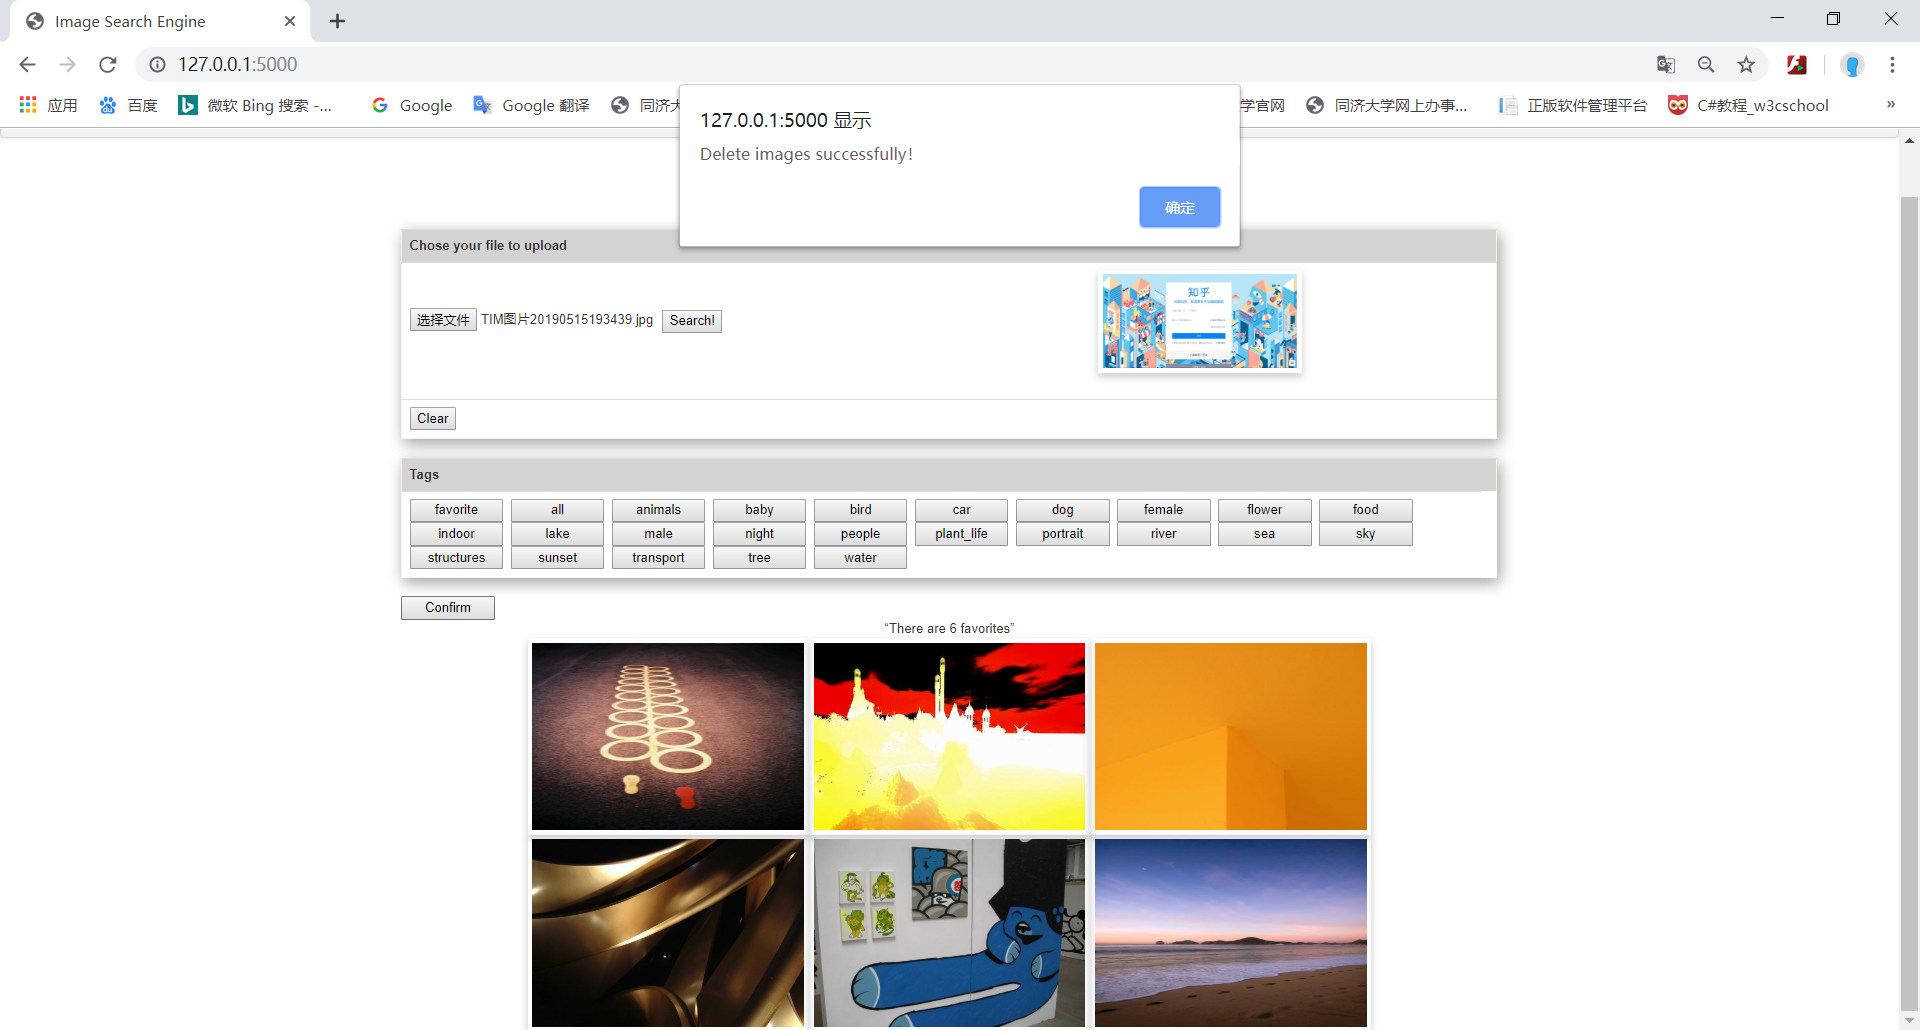 Image Search Engine
127.0.0.1:5000
应用 百度 微软 Bing 搜索 -... Google Google 翻译 同济大 学官网 同济大学网上办事... 正版软件管理平台 C#教程_w3cschool »
127.0.0.1:5000 显示
Delete images successfully!
确定
Chose your file to upload
选择文件 TIM图片20190515193439.jpg Search!
知乎
Clear
Tags
favorite all animals baby bird car dog female flower food
indoor lake male night people plant_life portrait river sea sky
structures sunset transport tree water
Confirm
“There are 6 favorites”